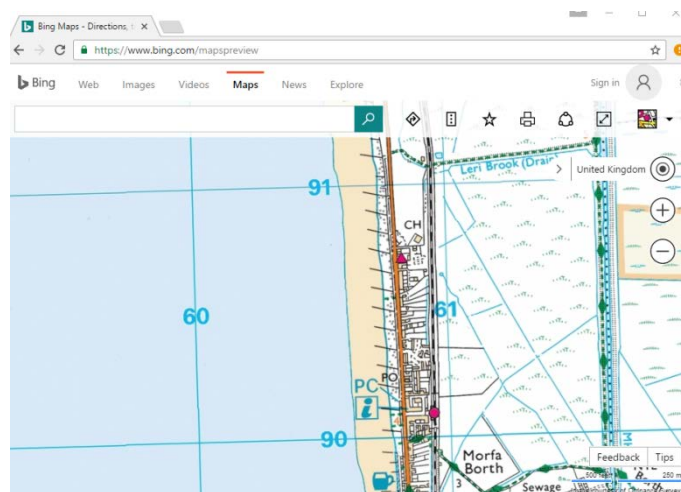 Bing Maps - Directions, t
https://www.bing.com/mapspreview
Bing Web Images Videos Maps News Explore Sign in
Leri Brook (Drain)
United Kingdom
91
CH
60
61
PO
PC
i
90
Morfa
Borth
3
Sewage
Feedback Tips
250 m